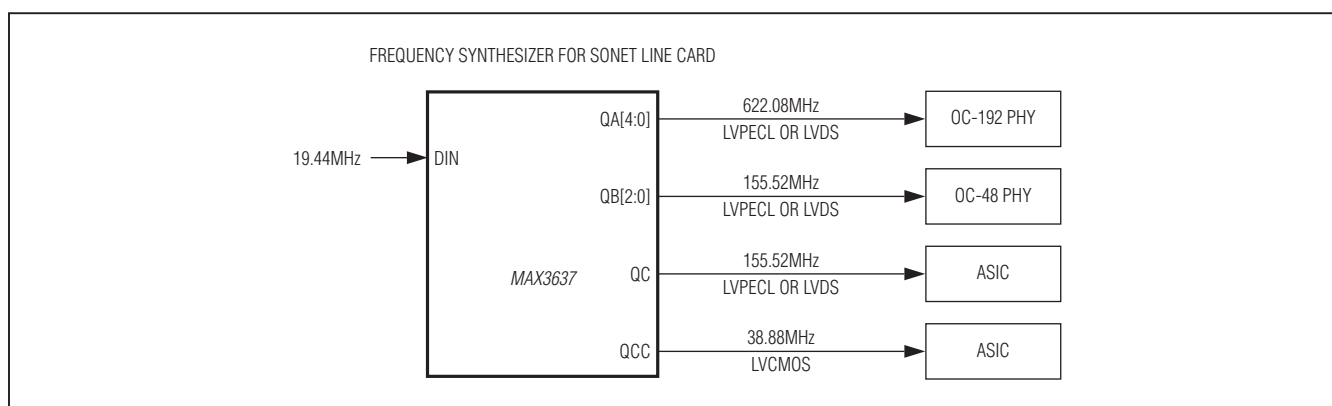 FREQUENCY SYNTHESIZER FOR SONET LINE CARD
19.44MHz
DIN
MAX3637
QA[4:0]
622.08MHz
LVPECL OR LVDS
OC-192 PHY
QB[2:0]
155.52MHz
LVPECL OR LVDS
OC-48 PHY
QC
155.52MHz
LVPECL OR LVDS
ASIC
QCC
38.88MHz
LVCMOS
ASIC